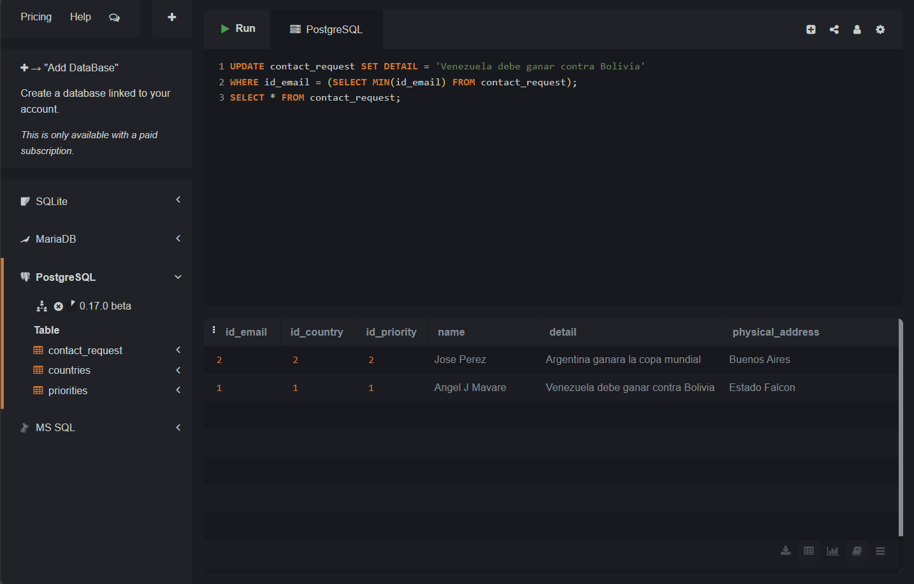 Pricing Help
Run PostgreSQL
"Add DataBase"
Create a database linked to your
account.
This is only available with a paid
subscription.
1 UPDATE contact_request SET DETAIL = 'Venezuela debe ganar contra Bolivia'
2 WHERE id_email = (SELECT MIN(id_email) FROM contact_request);
3 SELECT * FROM contact_request;
SQLite
MariaDB
PostgreSQL
0.17.0 beta
Table
contact_request
countries
priorities
MS SQL
id_email id_country id_priority name detail physical_address
2 2 2 Jose Perez Argentina ganara la copa mundial Buenos Aires
1 1 1 Angel J Mavare Venezuela debe ganar contra Bolivia Estado Falcon